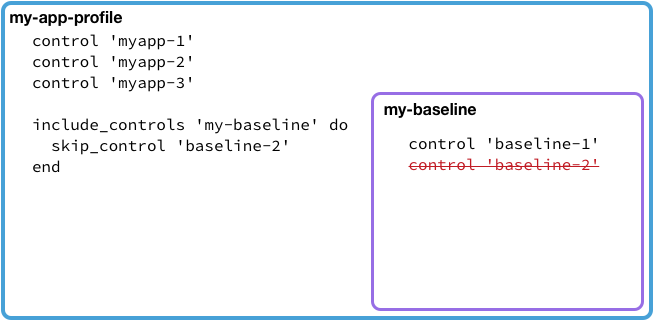 my-app-profile
control 'myapp-1'
control 'myapp-2'
control 'myapp-3'
include_controls 'my-baseline' do
  skip_control 'baseline-2'
end
my-baseline
control 'baseline-1'
control 'baseline-2'